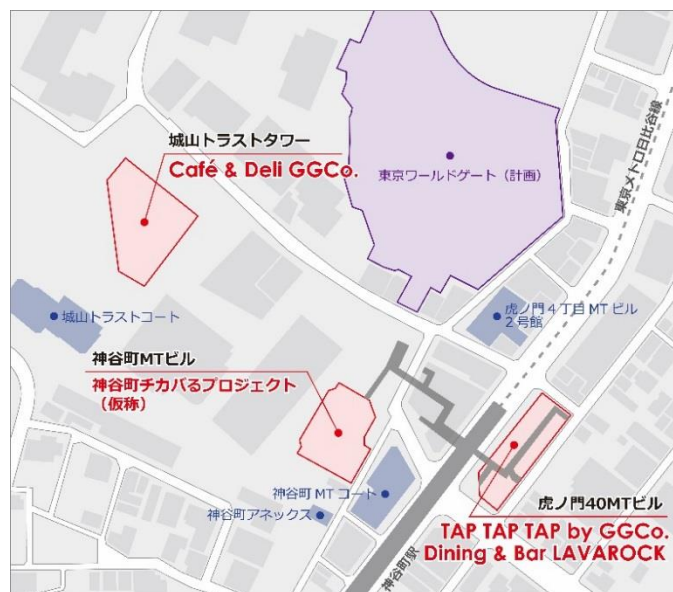 城山トラストタワー
Café & Deli GGCo.
東京ワールドゲート（計画）
東京メトロ日比谷線
城山トラストコート
虎ノ門４丁目 MT ビル
２号館
神谷町MTビル
神谷町チカバるプロジェクト
（仮称）
神谷町 MT コート
神谷町アネックス
虎ノ門40MTビル
TAP TAP TAP by GGCo.
Dining & Bar LAVAROCK
神谷町駅